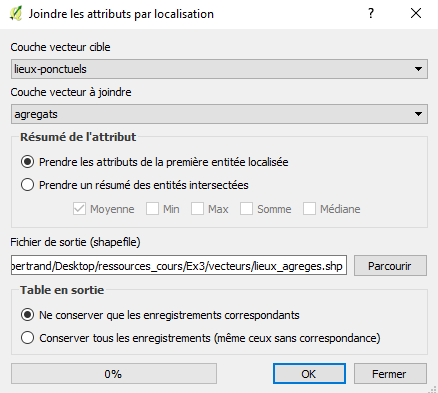 Joindre les attributs par localisation
Couche vecteur cible
lieux-ponctuels
Couche vecteur à joindre
agregats
Résumé de l'attribut
Prendre les attributs de la première entitée localisée
Prendre un résumé des entités intersectées
Moyenne Min Max Somme Médiane
Fichier de sortie (shapefile)
bertrand/Desktop/ressources_cours/Ex3/vecteurs/lieux_agreges.shp Parcourir
Table en sortie
Ne conserver que les enregistrements correspondants
Conserver tous les enregistrements (même ceux sans correspondance)
0% OK Fermer